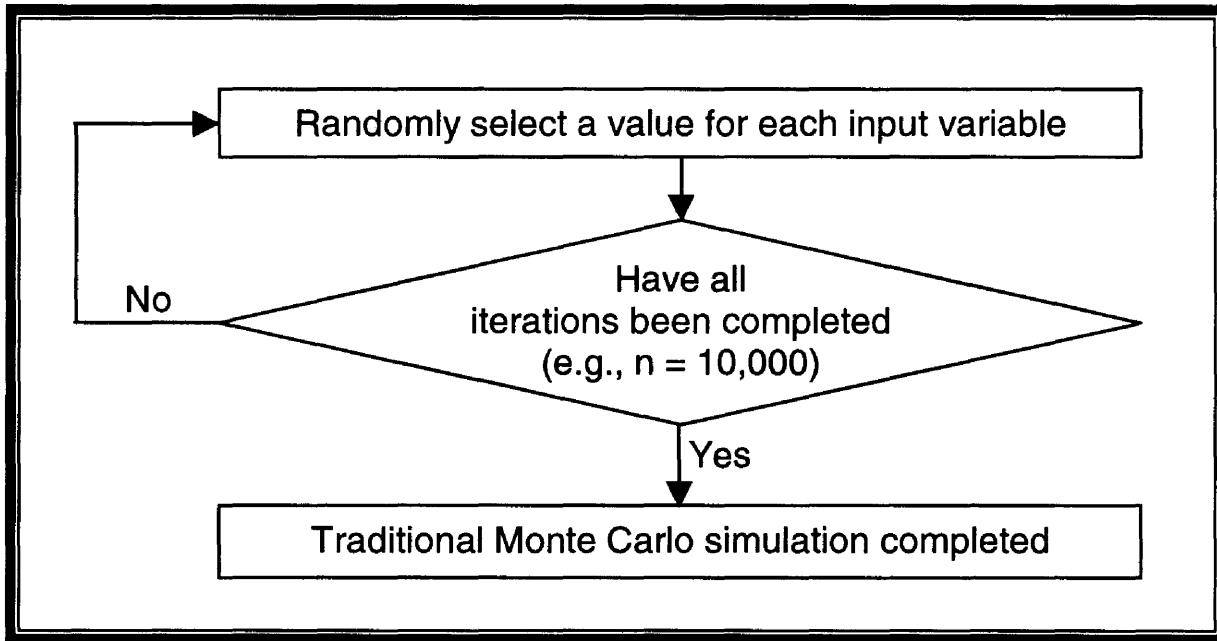 Randomly select a value for each input variable
Have all
iterations been completed
(e.g., n = 10,000)
No
Yes
Traditional Monte Carlo simulation completed